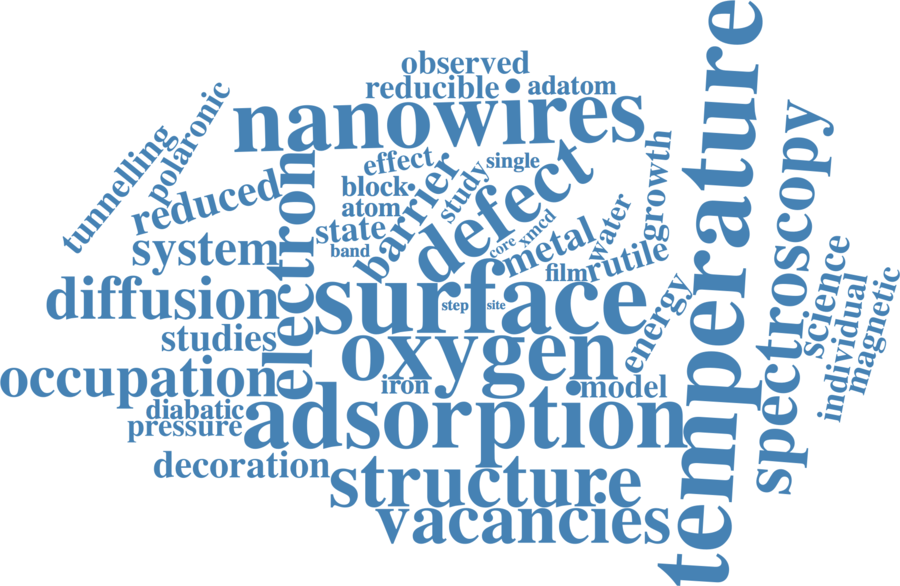 observed
reducible
adatom
nanowires
tunnelling
polaronic
effect
single
block
barrier
study
defect
growth
temperature
spectroscopy
reduced
electron
atom
state
band
core
xmcd
water
metal
system
film
rutile
diffusion
surface
step
site
energy
science
individual
magnetic
studies
oxygen
occupation
iron
model
diabatic
pressure
adsorption
decoration
structure
vacancies